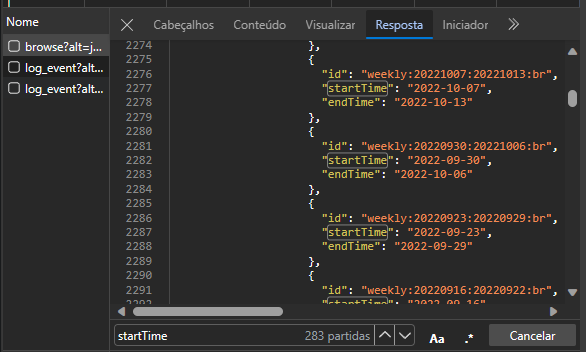 Nome
Cabeçalhos Conteúdo Visualizar Resposta Iniciador
browse?alt=j...
log_event?alt...
log_event?alt...
2274 },
2275 {
2276 "id": "weekly:20221007:20221013:br",
2277 "startTime": "2022-10-07",
2278 "endTime": "2022-10-13"
2279 },
2280 {
2281 "id": "weekly:20220930:20221006:br",
2282 "startTime": "2022-09-30",
2283 "endTime": "2022-10-06"
2284 },
2285 {
2286 "id": "weekly:20220923:20220929:br",
2287 "startTime": "2022-09-23",
2288 "endTime": "2022-09-29"
2289 },
2290 {
2291 "id": "weekly:20220916:20220922:br",
2292 "startTime": "2022-09-16"
startTime 283 partidas Aa .* Cancelar